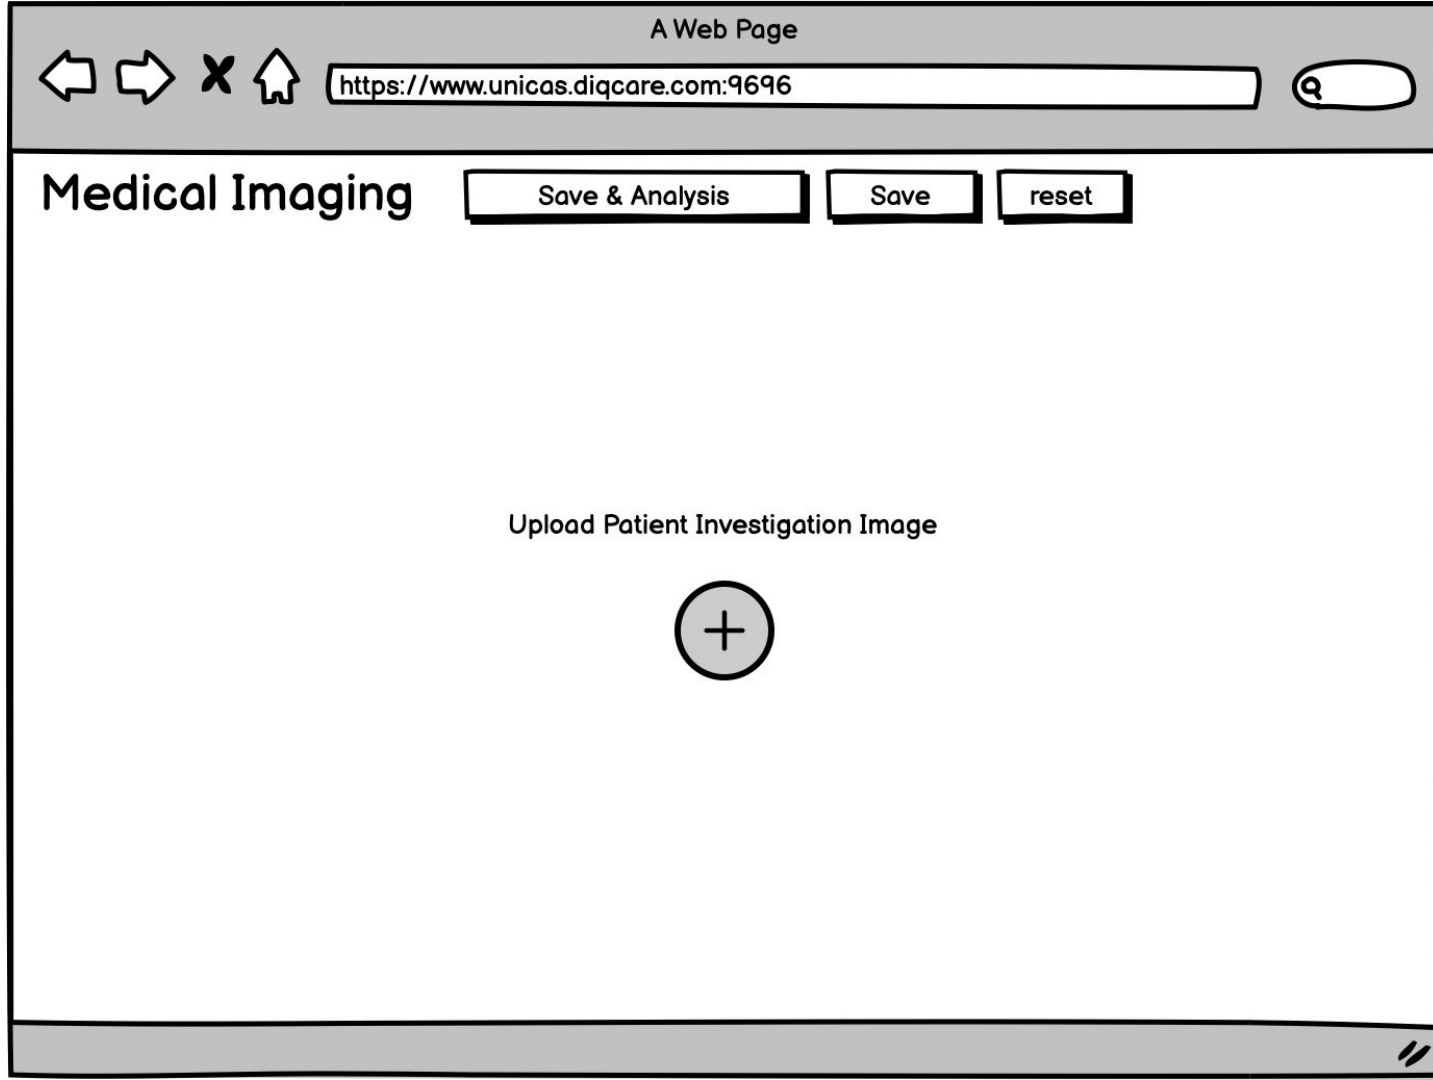 A Web Page
https://www.unicas.diqcare.com:9696
Medical Imaging
Save & Analysis
Save
reset
Upload Patient Investigation Image